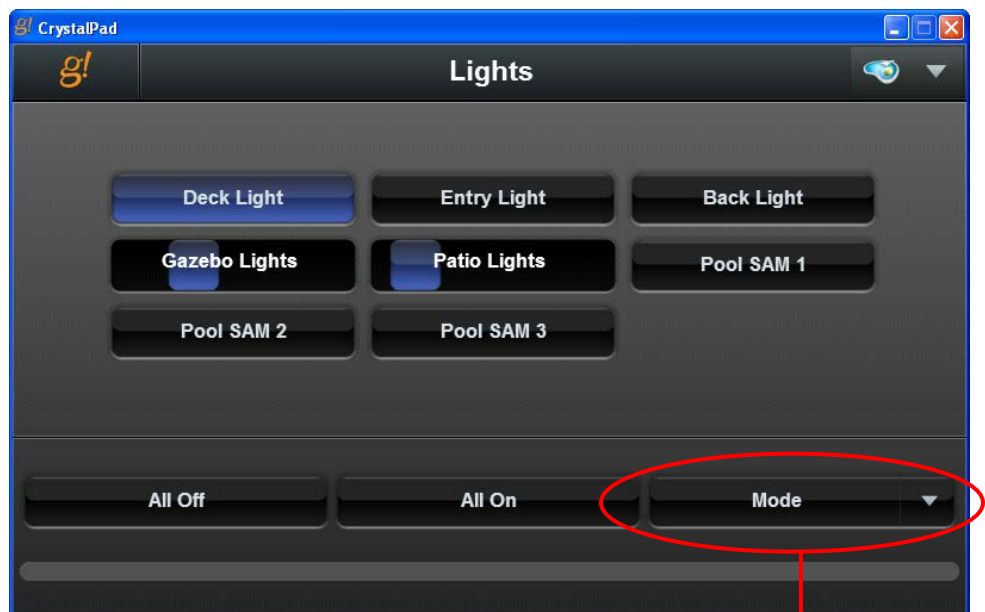 g! CrystalPad
g! Lights
Deck Light Entry Light Back Light
Gazebo Lights Patio Lights Pool SAM 1
Pool SAM 2 Pool SAM 3
All Off All On Mode